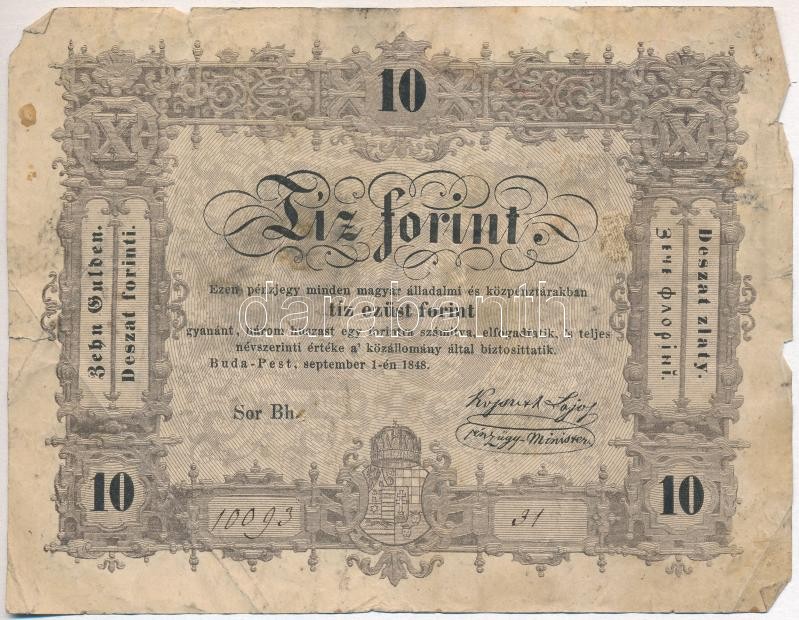 10
X
X
Tíz forint.
Ezen pénzjegy minden magyar álladalmi és közpénztárakban
tíz ezüst forint
gyanánt, három huszast egy forintra számítva, elfogadtatik, 's teljes
névszerinti értéke a' közállomány által biztosittatik.
Buda-Pest, september 1-én 1848.
Zehn Gulden.
Deszat forinti.
Deszat zlaty.
Sor Bh.
Kossuth Lajos
pénzügy-Minister
10
10093
31
10
darabanth